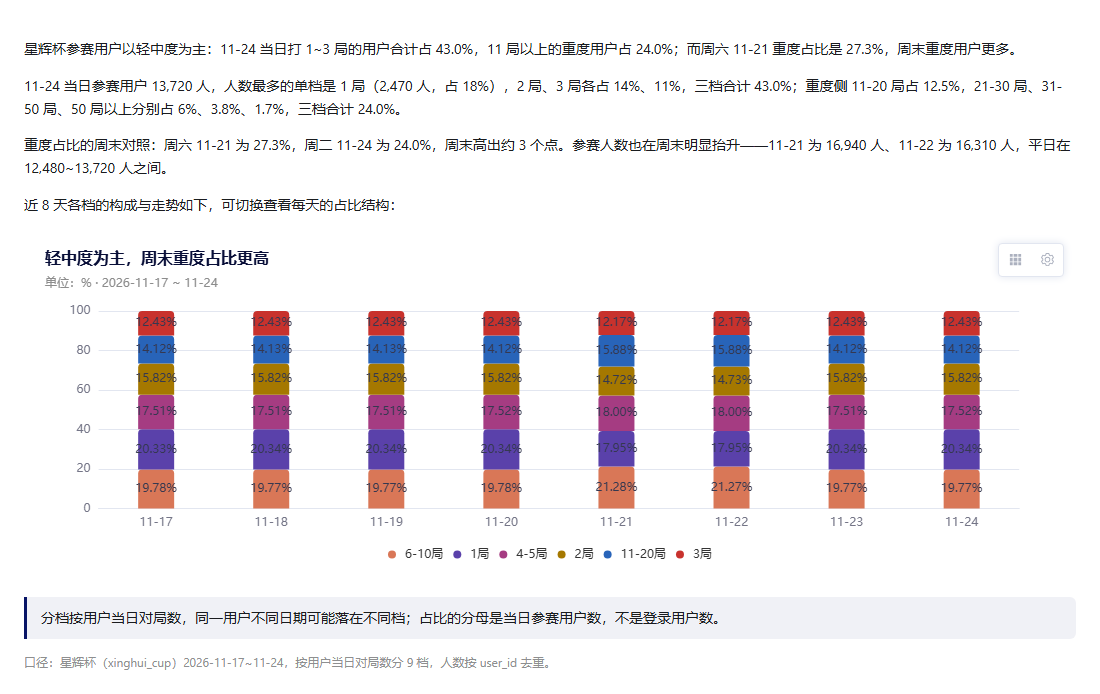 星辉杯参赛用户以轻中度为主：11-24 当日打 1~3 局的用户合计占 43.0%，11 局以上的重度用户占 24.0%；而周六 11-21 重度占比是 27.3%，周末重度用户更多。
11-24 当日参赛用户 13,720 人，人数最多的单档是 1 局（2,470 人，占 18%），2 局、3 局各占 14%、11%，三档合计 43.0%；重度侧 11-20 局占 12.5%，21-30 局、31-
50 局、50 局以上分别占 6%、3.8%、1.7%，三档合计 24.0%。
重度占比的周末对照：周六 11-21 为 27.3%，周二 11-24 为 24.0%，周末高出约 3 个点。参赛人数也在周末明显抬升——11-21 为 16,940 人、11-22 为 16,310 人，平日在
12,480~13,720 人之间。
近 8 天各档的构成与走势如下，可切换查看每天的占比结构：
轻中度为主，周末重度占比更高
单位：% · 2026-11-17 ~ 11-24
100
12.43% 12.43% 12.43% 12.43% 12.17% 12.17% 12.43% 12.43%
14.12% 14.13% 14.13% 14.12% 15.88% 15.88% 14.12% 14.12%
80
15.82% 15.82% 15.82% 15.82% 14.72% 14.73% 15.82% 15.82%
60
17.51% 17.51% 17.51% 17.52% 18.00% 18.00% 17.51% 17.52%
40
20.33% 20.34% 20.34% 20.34% 17.95% 17.95% 20.34% 20.34%
20
19.78% 19.77% 19.77% 19.78% 21.28% 21.27% 19.77% 19.77%
0
11-17 11-18 11-19 11-20 11-21 11-22 11-23 11-24
6-10局 1局 4-5局 2局 11-20局 3局
分档按用户当日对局数，同一用户不同日期可能落在不同档；占比的分母是当日参赛用户数，不是登录用户数。
口径：星辉杯（xinghui_cup）2026-11-17~11-24，按用户当日对局数分 9 档，人数按 user_id 去重。